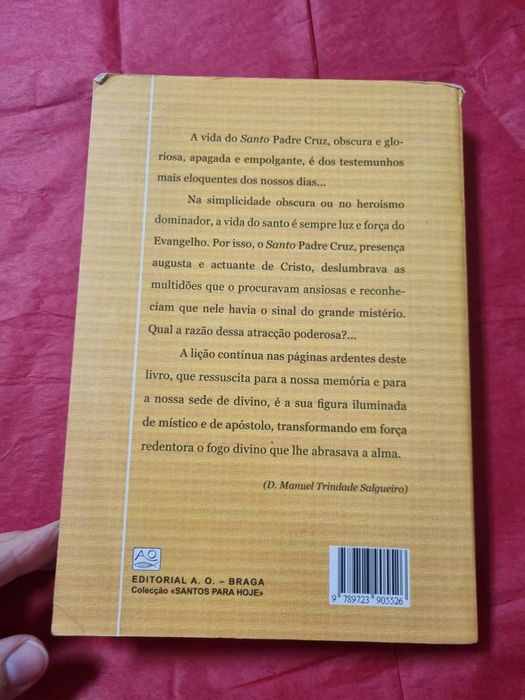 A vida do Santo Padre Cruz, obscura e glo-
riosa, apagada e empolgante, é dos testemunhos
mais eloquentes dos nossos dias...
Na simplicidade obscura ou no heroísmo
dominador, a vida do santo é sempre luz e força do
Evangelho. Por isso, o Santo Padre Cruz, presença
augusta e actuante de Cristo, deslumbrava as
multidões que o procuravam ansiosas e reconhe-
ciam que nele havia o sinal do grande mistério.
Qual a razão dessa atracção poderosa?...
A lição contínua nas páginas ardentes deste
livro, que ressuscita para a nossa memória e para
a nossa sede de divino, é a sua figura iluminada
de místico e de apóstolo, transformando em força
redentora o fogo divino que lhe abrasava a alma.
(D. Manuel Trindade Salgueiro)
AO
EDITORIAL A. O. – BRAGA
Colecção «SANTOS PARA HOJE»
9 789723 905526